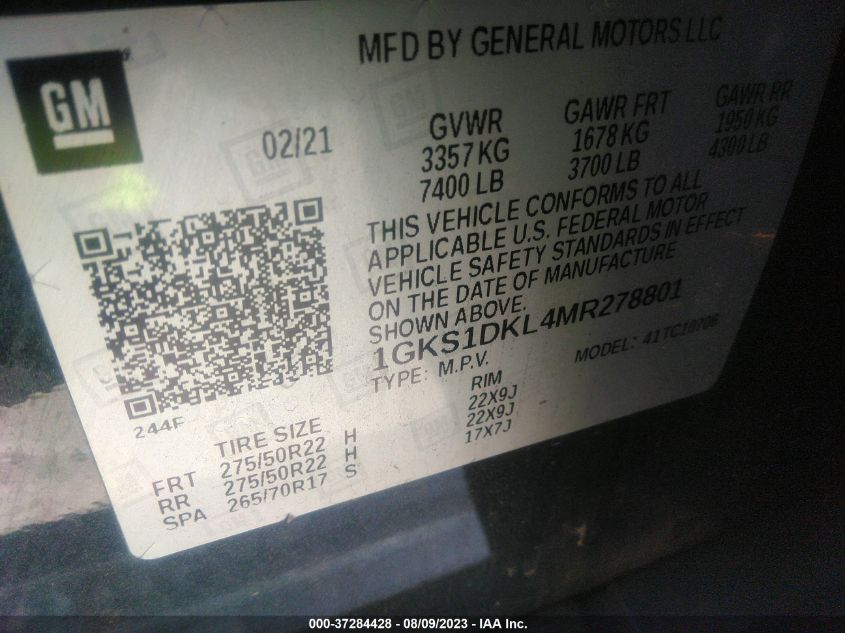 MFD BY GENERAL MOTORS LLC
GM
02/21
GVWR
3357 KG
7400 LB
GAWR FRT
1678 KG
3700 LB
GAWR RR
1950 KG
4300 LB
THIS VEHICLE CONFORMS TO ALL
APPLICABLE U.S. FEDERAL MOTOR
VEHICLE SAFETY STANDARDS IN EFFECT
ON THE DATE OF MANUFACTURE
SHOWN ABOVE.
1GKS1DKL4MR278801
TYPE: M.P.V.
MODEL: 41TC10706
244F
TIRE SIZE
RIM
FRT 275/50R22 H 22X9J
RR 275/50R22 H 22X9J
SPA 265/70R17 S 17X7J
000-37284428 - 08/09/2023 - IAA Inc.